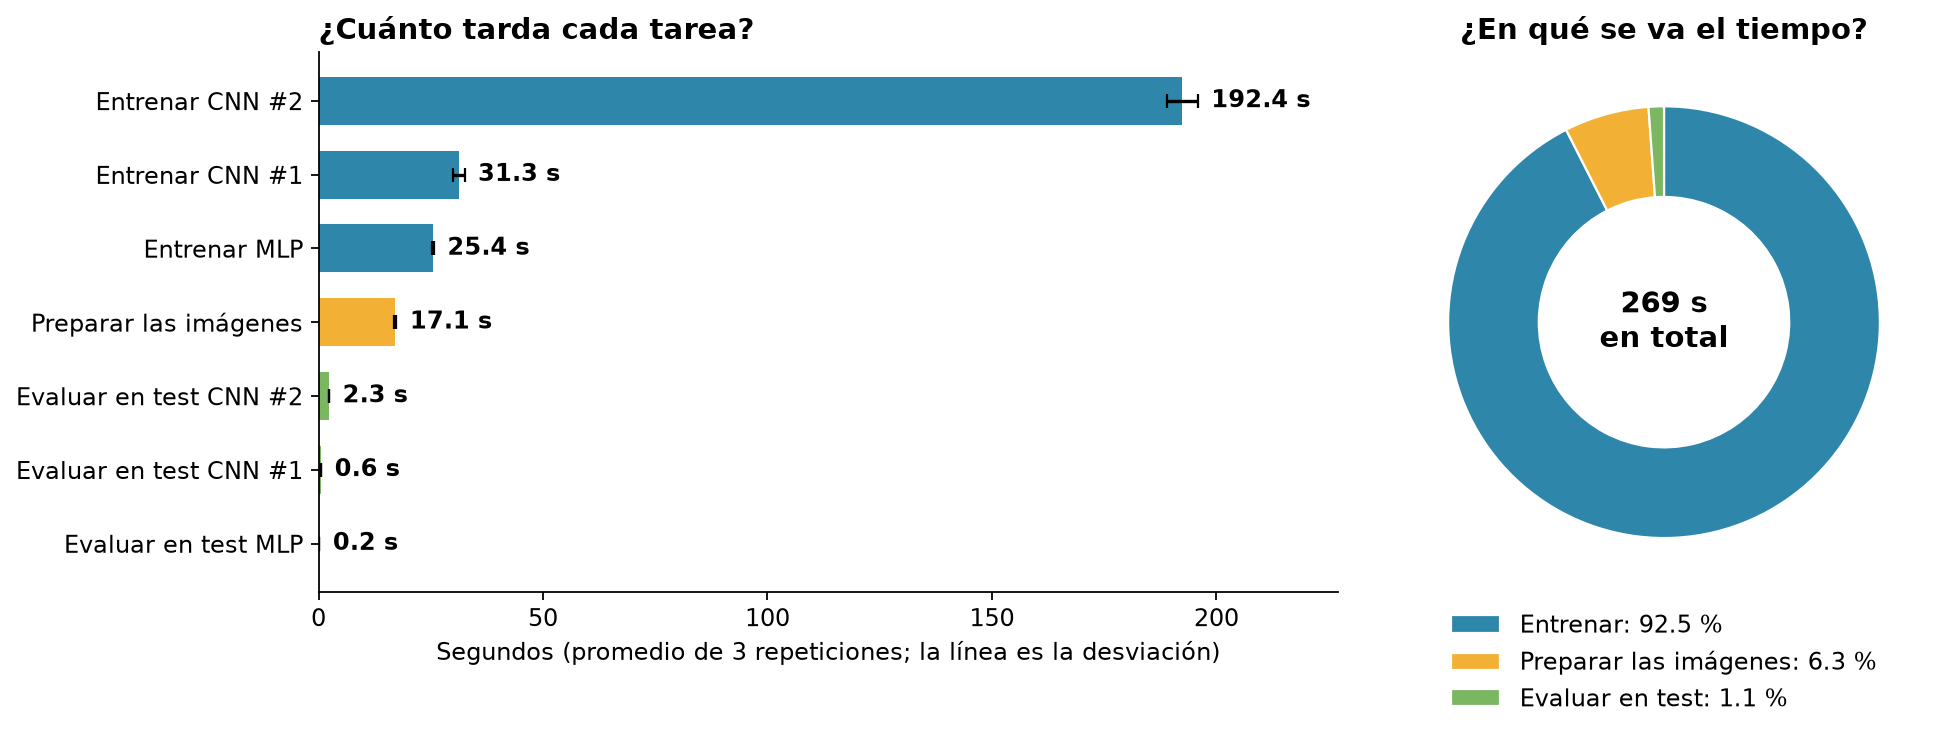 ¿Cuánto tarda cada tarea?
Entrenar CNN #2
192.4 s
Entrenar CNN #1
31.3 s
Entrenar MLP
25.4 s
Preparar las imágenes
17.1 s
Evaluar en test CNN #2
2.3 s
Evaluar en test CNN #1
0.6 s
Evaluar en test MLP
0.2 s
0 50 100 150 200
Segundos (promedio de 3 repeticiones; la línea es la desviación)
¿En qué se va el tiempo?
269 s
en total
Entrenar: 92.5 %
Preparar las imágenes: 6.3 %
Evaluar en test: 1.1 %